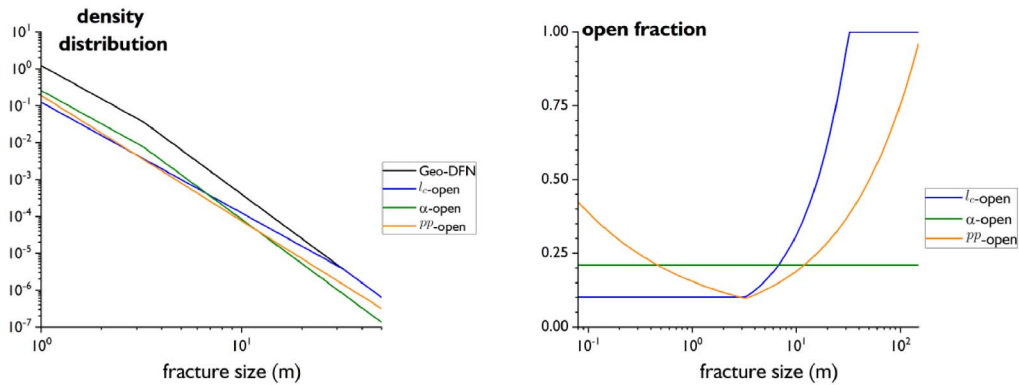 density
distribution
10¹
10⁰
10⁻¹
10⁻²
10⁻³
10⁻⁴
10⁻⁵
10⁻⁶
10⁻⁷
10⁰
10¹
fracture size (m)
Geo-DFN
l_c-open
α-open
pp-open
open fraction
1.00
0.75
0.50
0.25
0.00
10⁻¹
10⁰
10¹
10²
fracture size (m)
l_c-open
α-open
pp-open